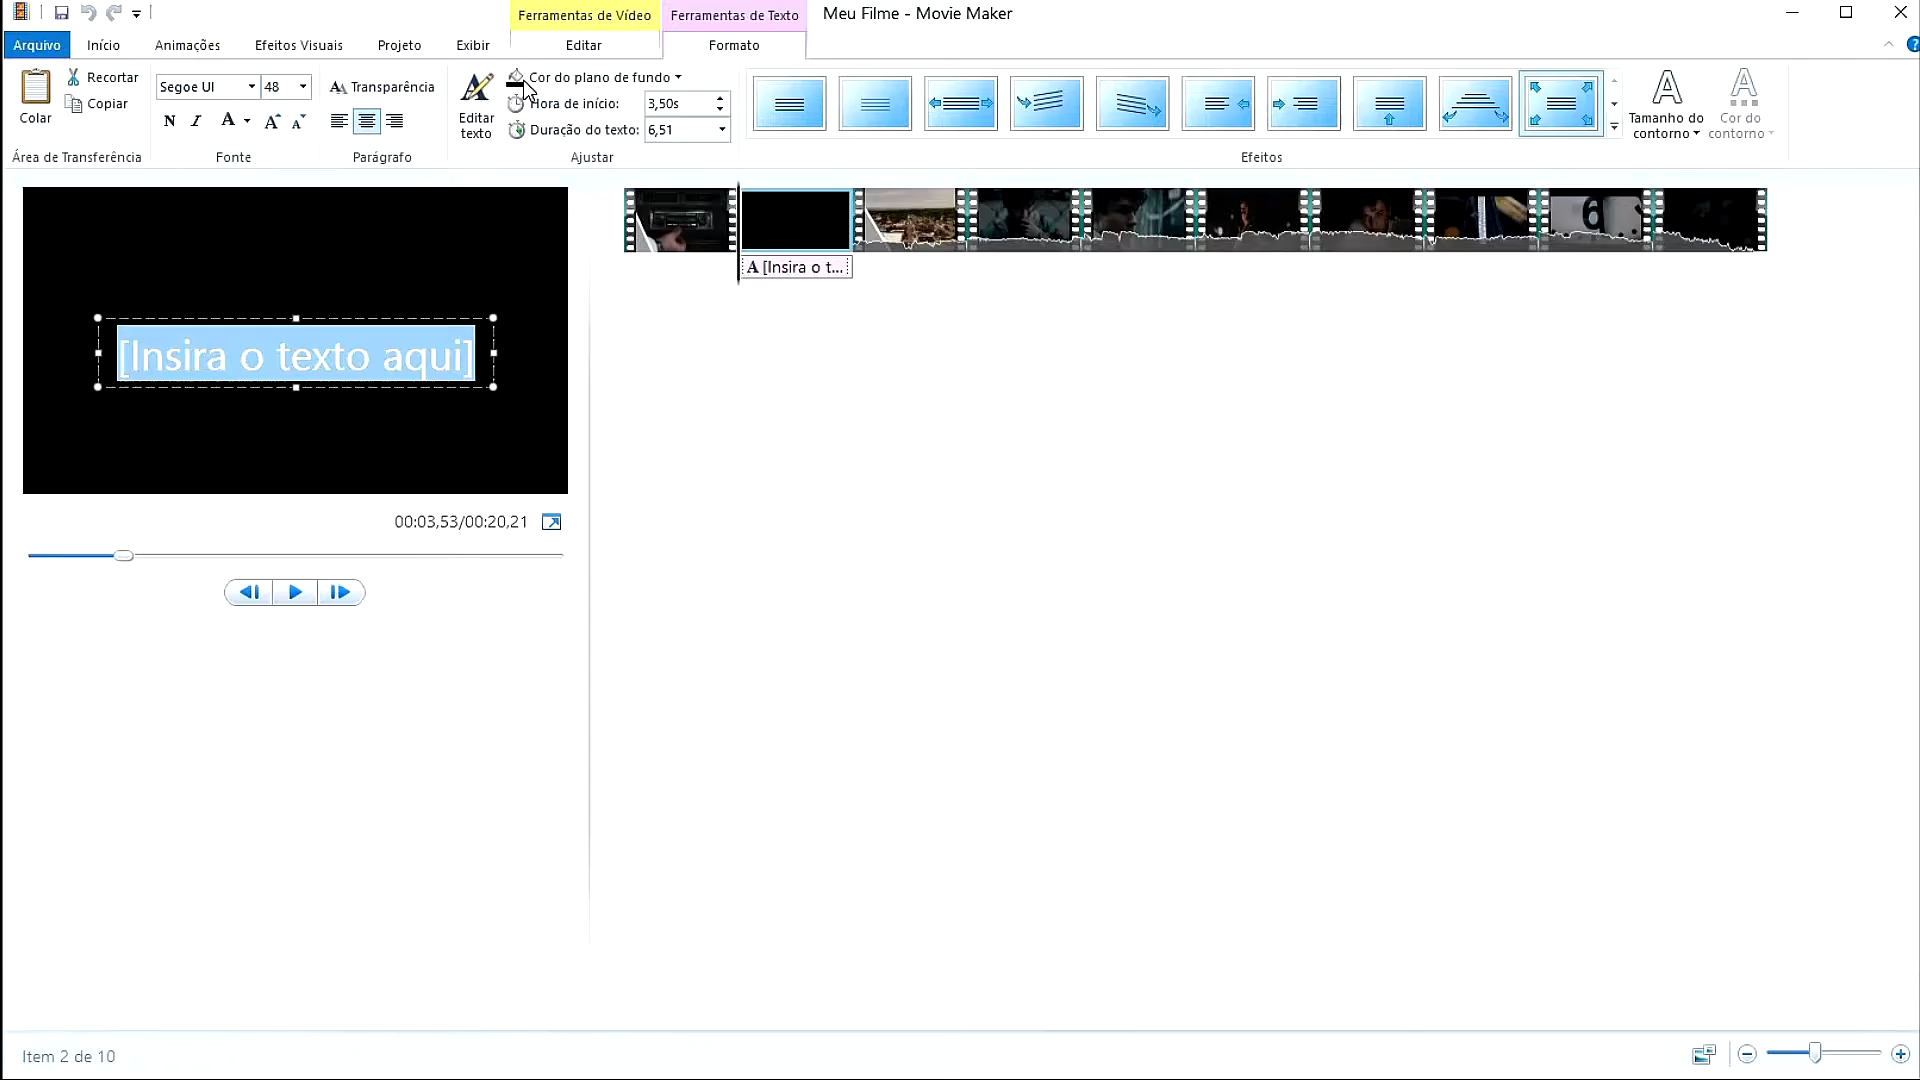 Ferramentas de Vídeo
Ferramentas de Texto
Meu Filme - Movie Maker
Arquivo
Início
Animações
Efeitos Visuais
Projeto
Exibir
Editar
Formato
Colar
Recortar
Copiar
Área de Transferência
Segoe UI
48
N
I
A
A
A
Fonte
Transparência
Parágrafo
Editar
texto
Cor do plano de fundo
Hora de início:
3,50s
Duração do texto:
6,51
Ajustar
Efeitos
Tamanho do
contorno
Cor do
contorno
[Insira o texto aqui]
A [Insira o t...
6
00:03,53/00:20,21
Item 2 de 10